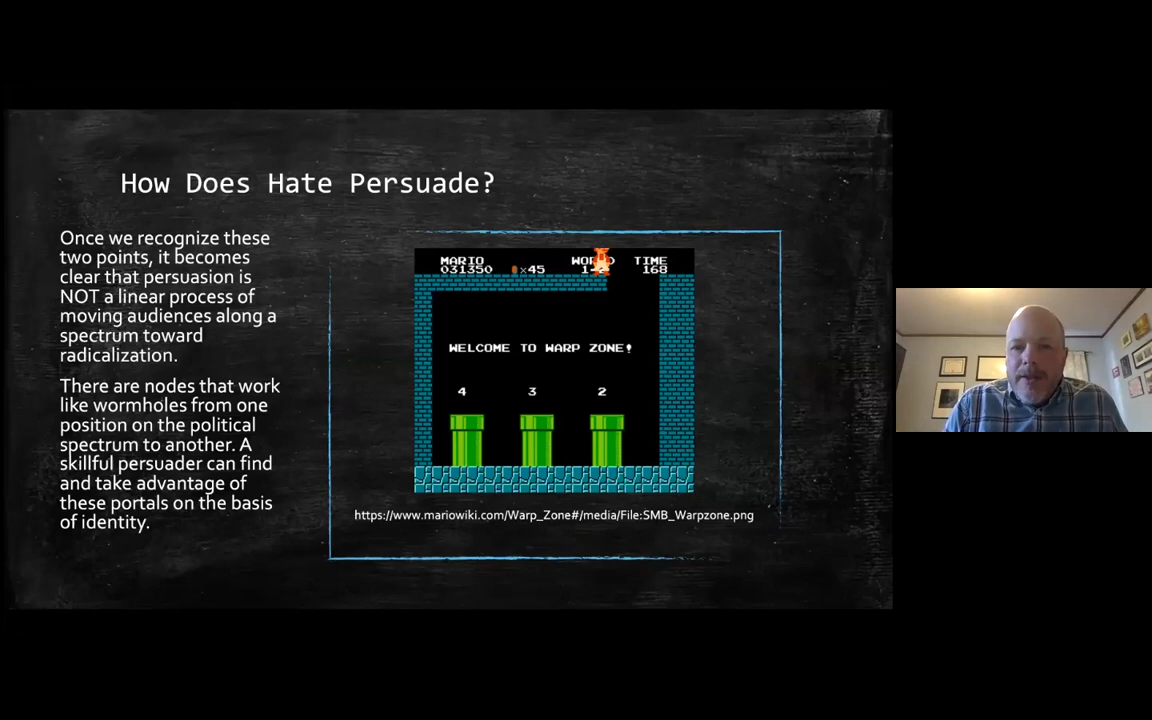 How Does Hate Persuade?
Once we recognize these
two points, it becomes
clear that persuasion is
NOT a linear process of
moving audiences along a
spectrum toward
radicalization.
There are nodes that work
like wormholes from one
position on the political
spectrum to another. A
skillful persuader can find
and take advantage of
these portals on the basis
of identity.
MARIO WORLD TIME
031350 ×45 1-2 168
WELCOME TO WARP ZONE!
4 3 2
https://www.mariowiki.com/Warp_Zone#/media/File:SMB_Warpzone.png